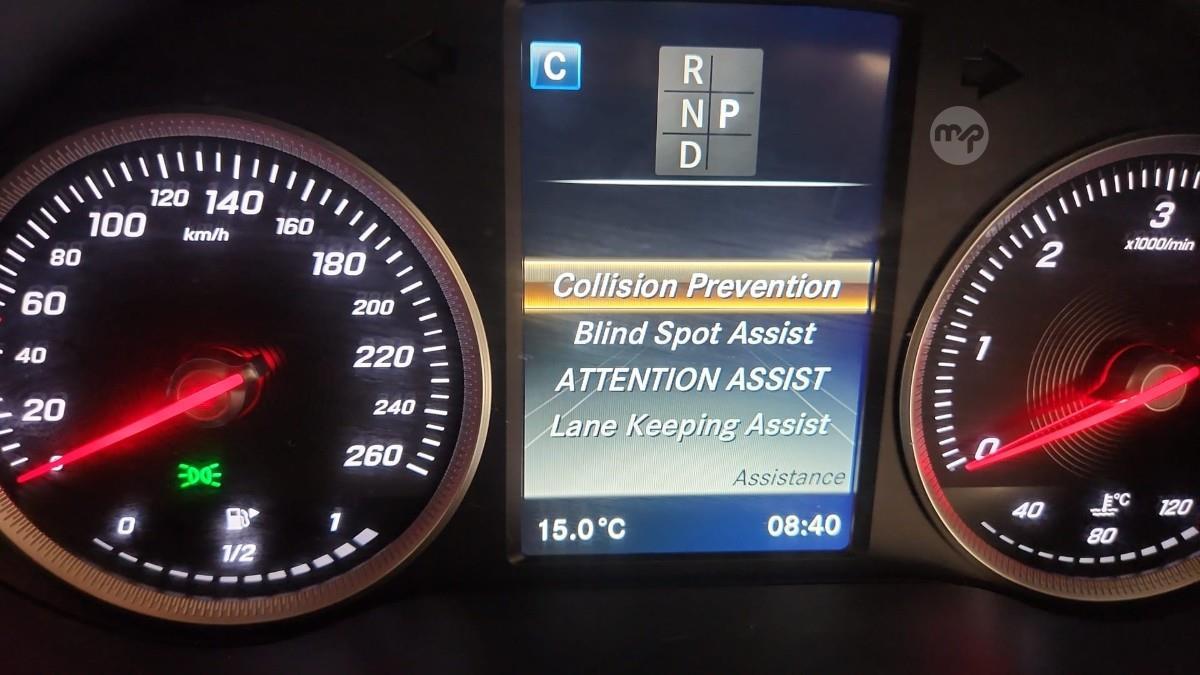 C
R
N P
D
mp
120 140
100 160
km/h
80 180
60 200
40 220
20 240
260
0 1
1/2
Collision Prevention
Blind Spot Assist
ATTENTION ASSIST
Lane Keeping Assist
Assistance
15.0°C 08:40
3
2 x1000/min
1
0
40 °C 120
80